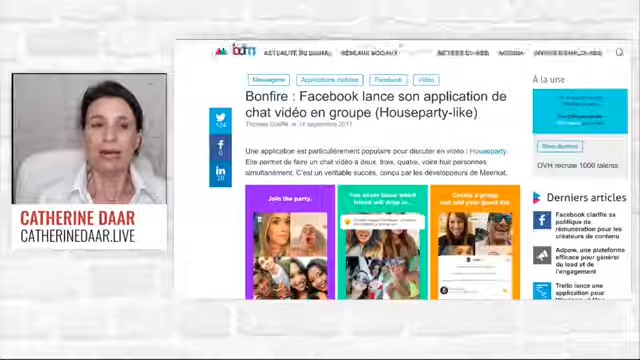 bdm
ACTUALITÉ DU DIGITAL
RÉSEAUX SOCIAUX
AGENDA
À la une
Messagerie
Applications mobiles
Facebook
Vidéo
Bonfire : Facebook lance son application de
chat vidéo en groupe (Houseparty-like)
Thomas Coëffé, le 14 septembre 2017
124
0
20
Une application est particulièrement populaire pour discuter en vidéo : Houseparty.
Elle permet de faire un chat vidéo à deux, trois, quatre, voire huit personnes
simultanément. C'est un véritable succès, conçu par les développeurs de Meerkat.
OVH recrute 1000 talents
Join the party.
Create a group
Derniers articles
Facebook clarifie sa
politique de
rémunération pour les
créateurs de contenu
Adpow, une plateforme
efficace pour générer
du lead et de
l'engagement
Trello lance une
application pour
CATHERINE DAAR
CATHERINEDAAR.LIVE